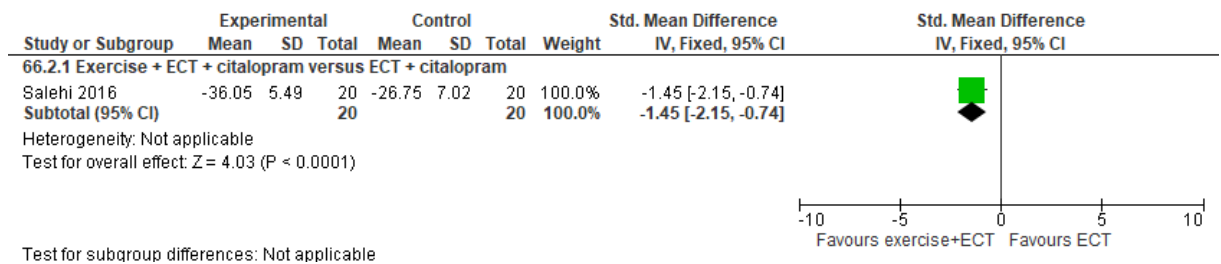 Experimental Control Std. Mean Difference Std. Mean Difference
Study or Subgroup Mean SD Total Mean SD Total Weight IV, Fixed, 95% CI IV, Fixed, 95% CI
66.2.1 Exercise + ECT + citalopram versus ECT + citalopram
Salehi 2016 -36.05 5.49 20 -26.75 7.02 20 100.0% -1.45 [-2.15, -0.74]
Subtotal (95% CI) 20 20 100.0% -1.45 [-2.15, -0.74]
Heterogeneity: Not applicable
Test for overall effect: Z = 4.03 (P < 0.0001)
-10 -5 0 5 10
Favours exercise+ECT Favours ECT
Test for subgroup differences: Not applicable